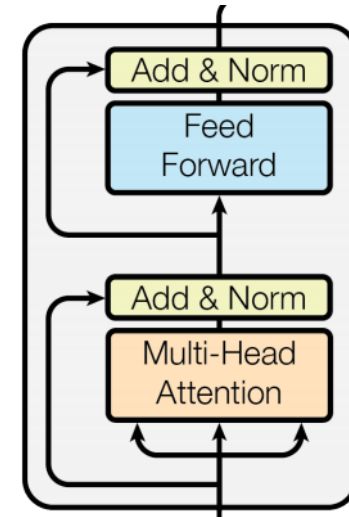 Add & Norm
Feed
Forward
Add & Norm
Multi-Head
Attention